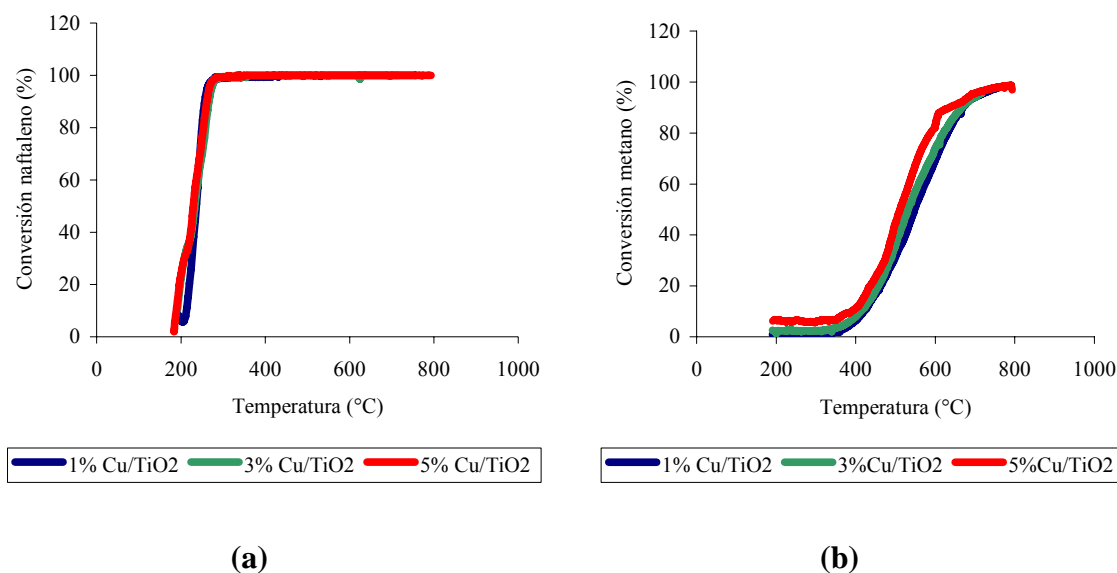 120
100
80
60
40
20
0
Conversión naftaleno (%)
0 200 400 600 800 1000
Temperatura (°C)
1% Cu/TiO2 3% Cu/TiO2 5% Cu/TiO2
(a)
120
100
80
60
40
20
0
Conversión metano (%)
0 200 400 600 800 1000
Temperatura (°C)
1% Cu/TiO2 3%Cu/TiO2 5%Cu/TiO2
(b)